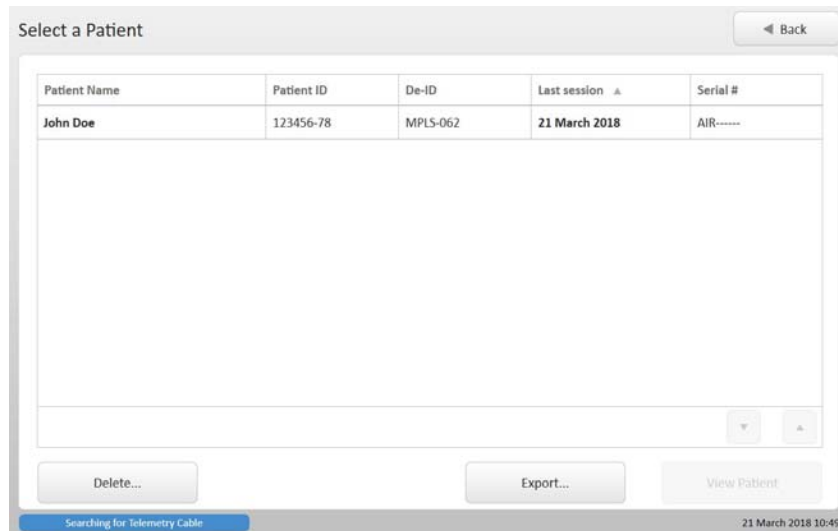 Select a Patient
Back
Patient Name Patient ID De-ID Last session Serial #
John Doe 123456-78 MPLS-062 21 March 2018 AIR------
Delete... Export... View Patient
Searching for Telemetry Cable 21 March 2018 10:49